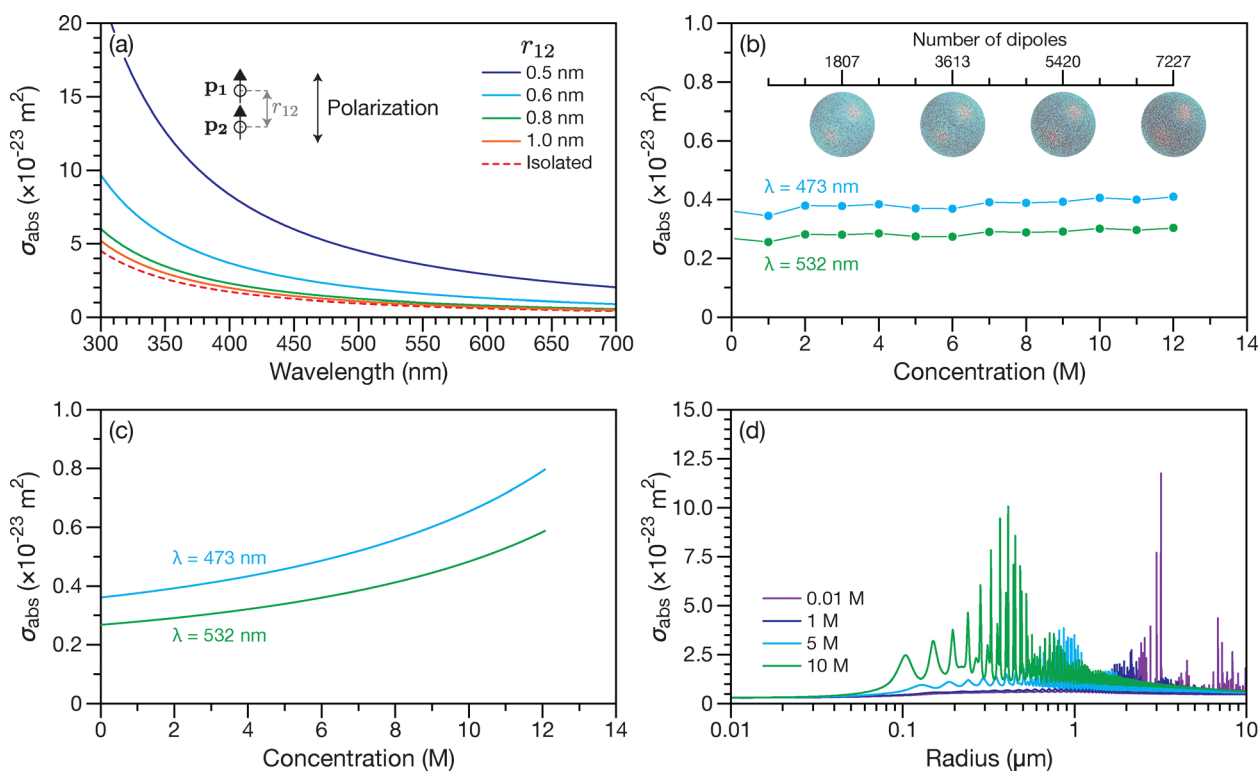 (a)
20
15
10
5
0
σabs (×10−23 m2)
300 350 400 450 500 550 600 650 700
Wavelength (nm)
p1
p2
r12
Polarization
r12
0.5 nm
0.6 nm
0.8 nm
1.0 nm
Isolated
(b)
1.0
0.8
0.6
0.4
0.2
0
σabs (×10−23 m2)
Number of dipoles
1807 3613 5420 7227
λ = 473 nm
λ = 532 nm
0 2 4 6 8 10 12 14
Concentration (M)
(c)
1.0
0.8
0.6
0.4
0.2
0
σabs (×10−23 m2)
λ = 473 nm
λ = 532 nm
0 2 4 6 8 10 12 14
Concentration (M)
(d)
15.0
12.5
10.0
7.5
5.0
2.5
0
σabs (×10−23 m2)
0.01 M
1 M
5 M
10 M
0.01 0.1 1 10
Radius (µm)